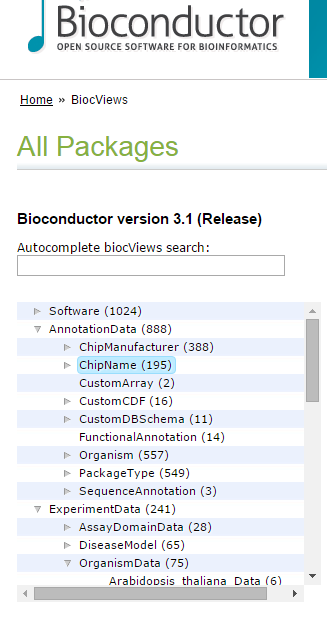 Bioconductor
OPEN SOURCE SOFTWARE FOR BIOINFORMATICS
Home » BiocViews
All Packages
Bioconductor version 3.1 (Release)
Autocomplete biocViews search:
Software (1024)
AnnotationData (888)
ChipManufacturer (388)
ChipName (195)
CustomArray (2)
CustomCDF (16)
CustomDBSchema (11)
FunctionalAnnotation (14)
Organism (557)
PackageType (549)
SequenceAnnotation (3)
ExperimentData (241)
AssayDomainData (28)
DiseaseModel (65)
OrganismData (75)
Arabidopsis_thaliana_Data (6)